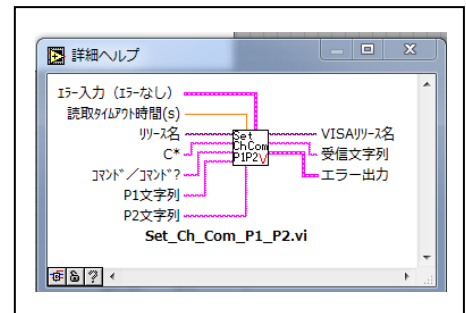 詳細ヘルプ
ｴﾗｰ入力（ｴﾗｰなし）
読取ﾀｲﾑｱｳﾄ時間(s)
ﾘｿｰｽ名
C*
ｺﾏﾝﾄﾞ／ｺﾏﾝﾄﾞ?
P1文字列
P2文字列
Set
ChCom
P1P2V
VISAﾘｿｰｽ名
受信文字列
エラー出力
Set_Ch_Com_P1_P2.vi
?